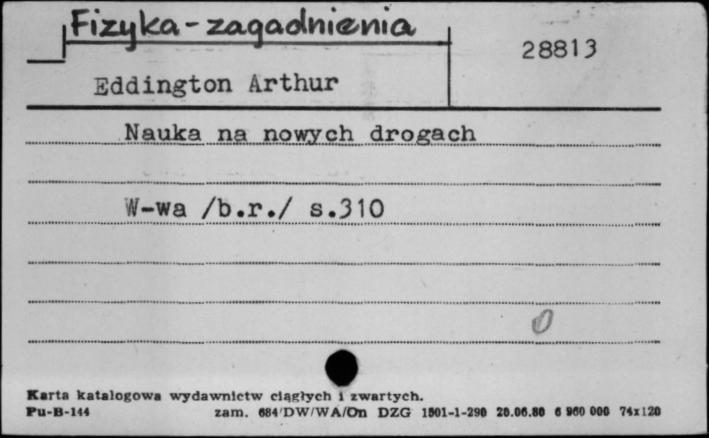 Fizyka-zagadnienia
28813
Eddington Arthur
Nauka na nowych drogach
W-wa /b.r./ s.310
0
Karta katalogowa wydawnictw ciągłych i zwartych.
Pu-B-144 zam. 684/DW/WA/On DZG 1801-1-290 20.06.80 6 960 000 74x120